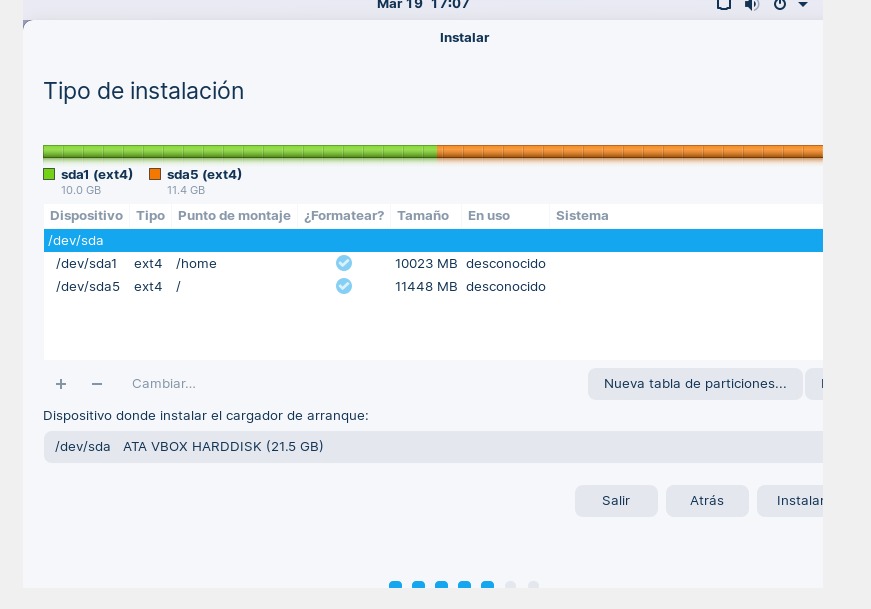 Mar 19 17:07
Instalar
Tipo de instalación
sda1 (ext4) sda5 (ext4)
10.0 GB 11.4 GB
Dispositivo Tipo Punto de montaje ¿Formatear? Tamaño En uso Sistema
/dev/sda
/dev/sda1 ext4 /home 10023 MB desconocido
/dev/sda5 ext4 / 11448 MB desconocido
+ − Cambiar... Nueva tabla de particiones...
Dispositivo donde instalar el cargador de arranque:
/dev/sda ATA VBOX HARDDISK (21.5 GB)
Salir Atrás Instalar